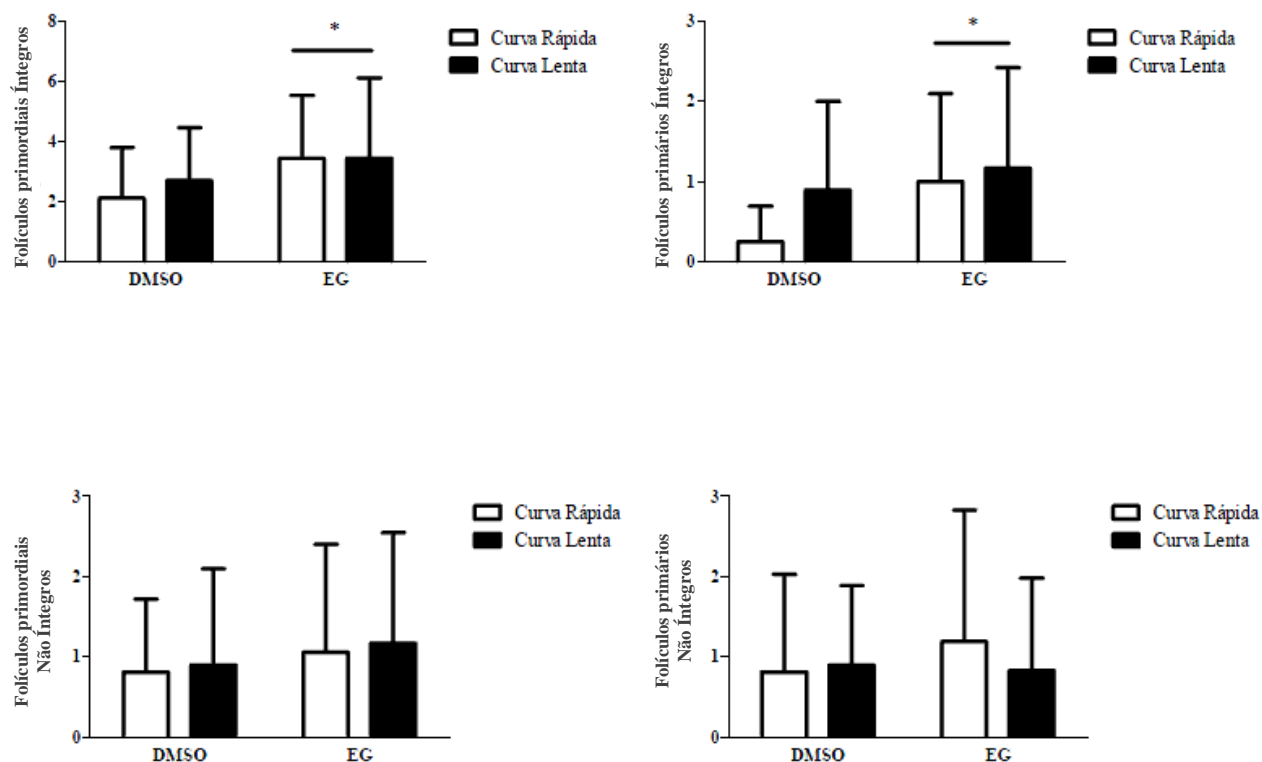 Folículos primordiais Íntegros
8
6
4
2
0
*
DMSO
EG
Curva Rápida
Curva Lenta
Folículos primários Íntegros
3
2
1
0
*
DMSO
EG
Curva Rápida
Curva Lenta
Folículos primordiais
Não Íntegros
3
2
1
0
DMSO
EG
Curva Rápida
Curva Lenta
Folículos primários
Não Íntegros
3
2
1
0
DMSO
EG
Curva Rápida
Curva Lenta